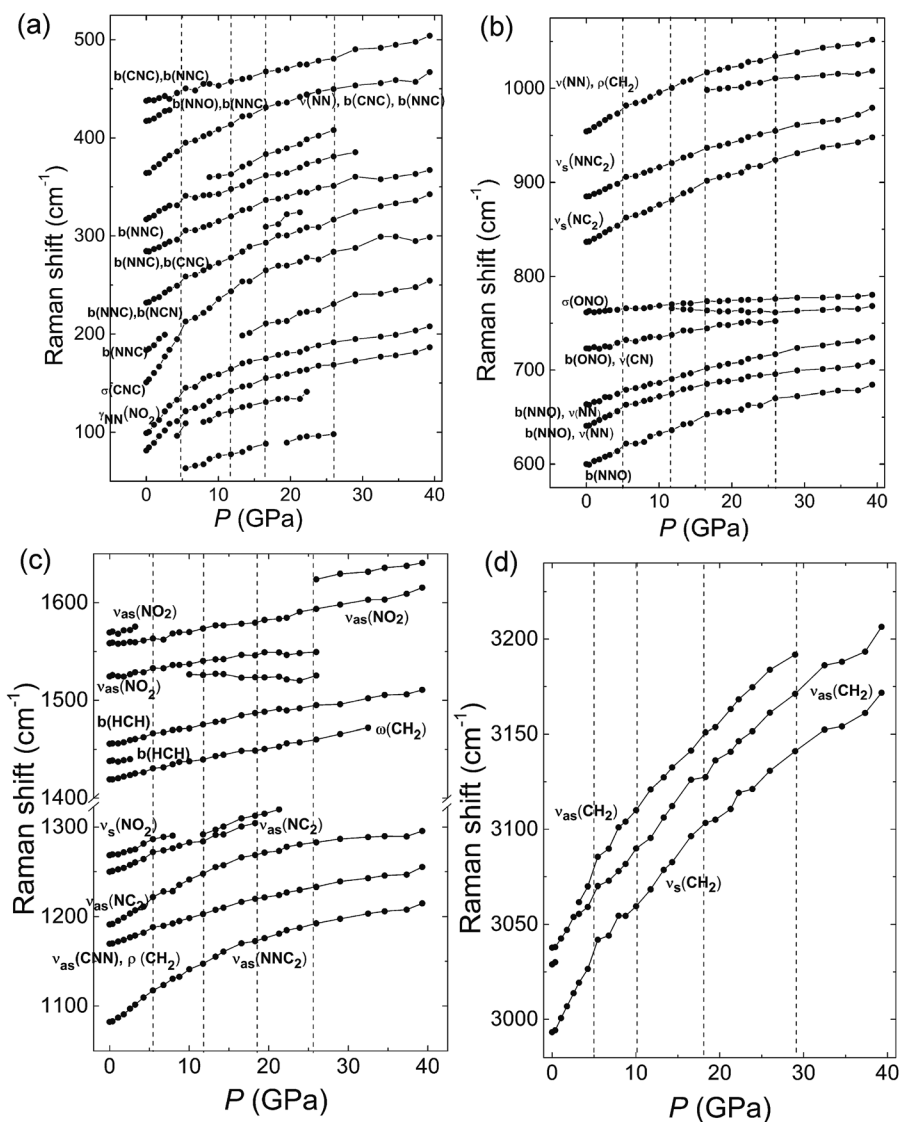 (a)
Raman shift (cm⁻¹)
500
400
300
200
100
b(CNC),b(NNC)
b(NNO),b(NNC)
ν(NN), b(CNC), b(NNC)
b(NNC)
b(NNC),b(CNC)
b(NNC),b(NCN)
b(NNC)
σ(CNC)
γNN(NO₂)
0 10 20 30 40
P (GPa)
(b)
Raman shift (cm⁻¹)
1000
900
800
700
600
ν(NN), ρ(CH₂)
νs(NNC₂)
νs(NC₂)
σ(ONO)
b(ONO), ν(CN)
b(NNO), ν(NN)
b(NNO), ν(NN)
b(NNO)
0 10 20 30 40
P (GPa)
(c)
Raman shift (cm⁻¹)
1600
1500
1400
1300
1200
1100
νas(NO₂)
νas(NO₂)
νas(NO₂)
b(HCH)
b(HCH)
ω(CH₂)
νs(NO₂)
νas(NC₂)
νas(NC₂)
νas(CNN), ρ (CH₂)
νas(NNC₂)
0 10 20 30 40
P (GPa)
(d)
Raman shift (cm⁻¹)
3200
3150
3100
3050
3000
νas(CH₂)
νas(CH₂)
νs(CH₂)
0 10 20 30 40
P (GPa)